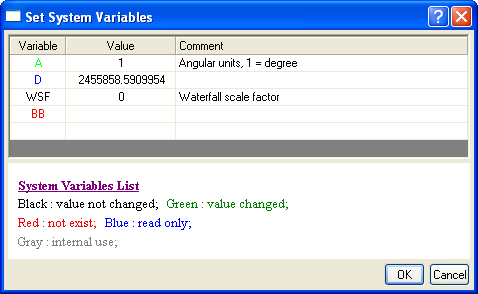 Set System Variables
Variable Value Comment
A 1 Angular units, 1 = degree
D 2455858.5909954
WSF 0 Waterfall scale factor
BB
System Variables List
Black : value not changed; Green : value changed;
Red : not exist; Blue : read only;
Gray : internal use;
OK Cancel